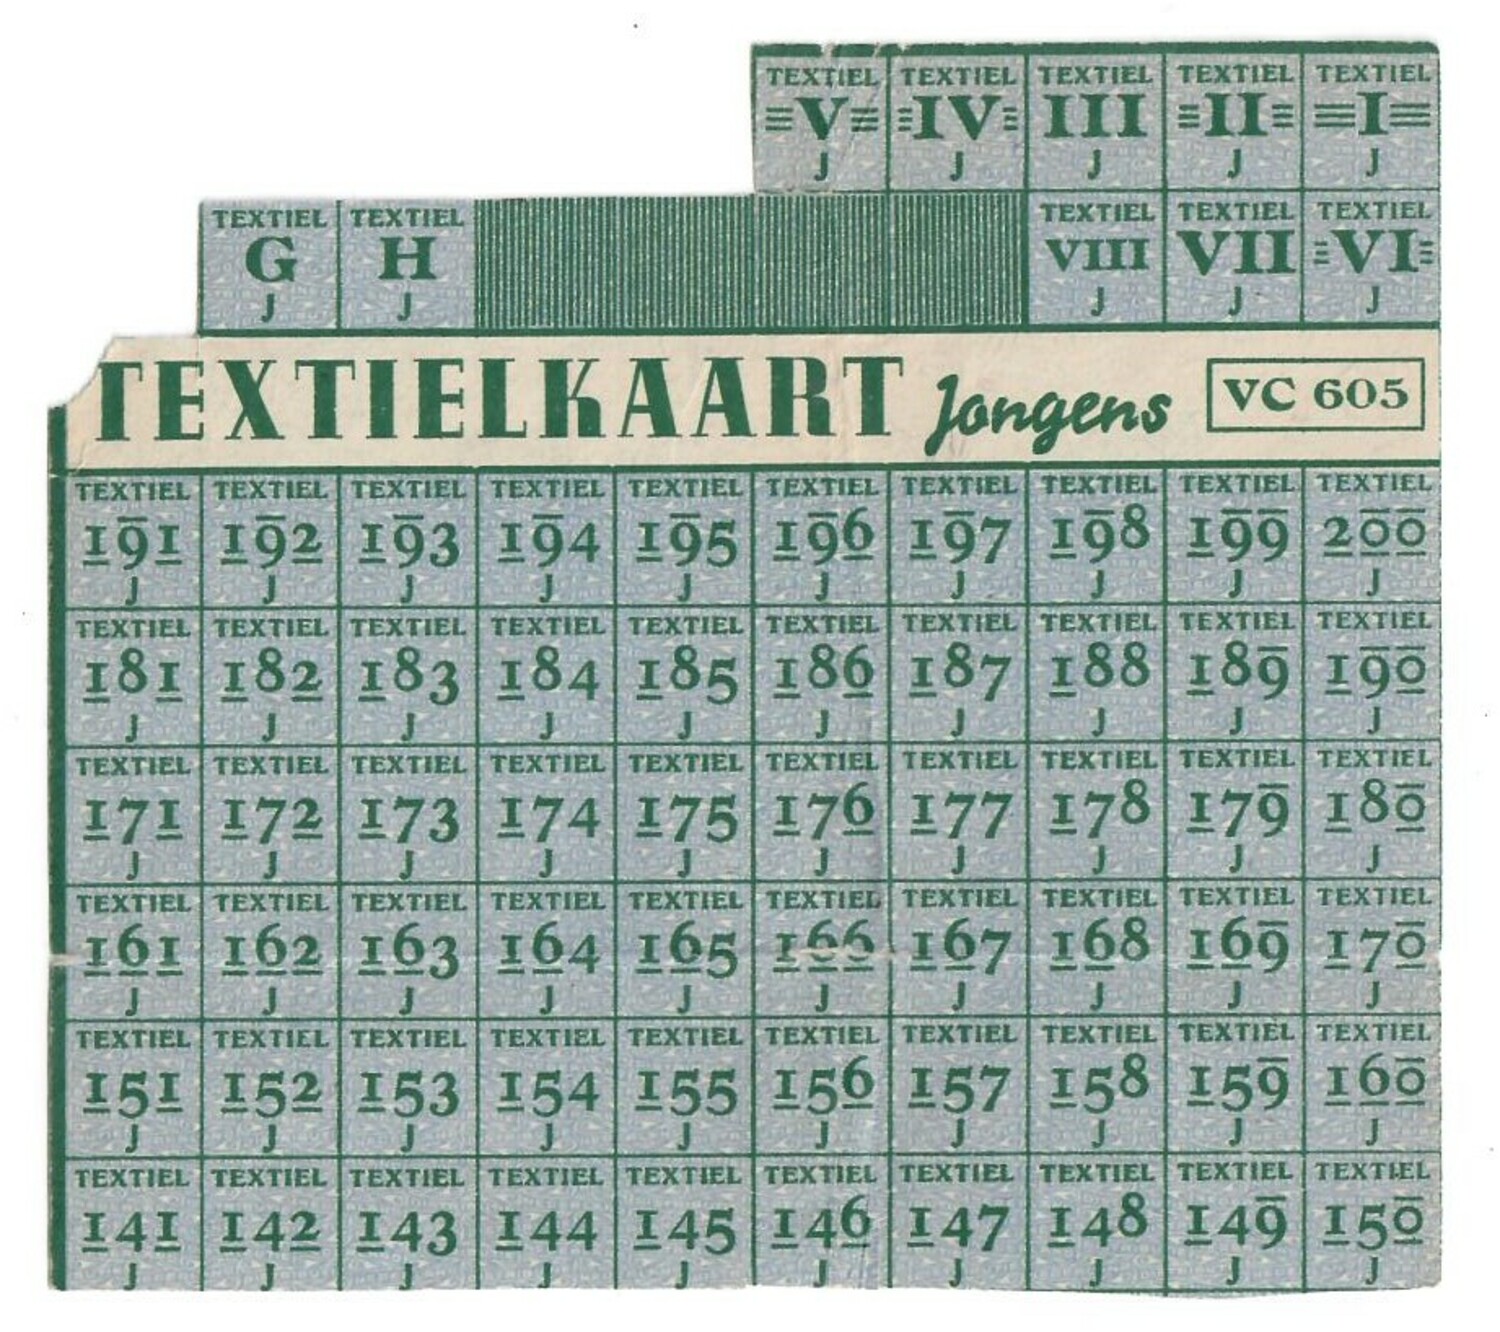 TEXTIEL TEXTIEL TEXTIEL TEXTIEL TEXTIEL
V IV III II I
J J J J J
TEXTIEL TEXTIEL TEXTIEL TEXTIEL TEXTIEL
G H VIII VII VI
J J J J J
TEXTIELKAART Jongens VC 605
TEXTIEL TEXTIEL TEXTIEL TEXTIEL TEXTIEL TEXTIEL TEXTIEL TEXTIEL TEXTIEL TEXTIEL
191 192 193 194 195 196 197 198 199 200
J J J J J J J J J J
TEXTIEL TEXTIEL TEXTIEL TEXTIEL TEXTIEL TEXTIEL TEXTIEL TEXTIEL TEXTIEL TEXTIEL
181 182 183 184 185 186 187 188 189 190
J J J J J J J J J J
TEXTIEL TEXTIEL TEXTIEL TEXTIEL TEXTIEL TEXTIEL TEXTIEL TEXTIEL TEXTIEL TEXTIEL
171 172 173 174 175 176 177 178 179 180
J J J J J J J J J J
TEXTIEL TEXTIEL TEXTIEL TEXTIEL TEXTIEL TEXTIEL TEXTIEL TEXTIEL TEXTIEL TEXTIEL
161 162 163 164 165 166 167 168 169 170
J J J J J J J J J J
TEXTIEL TEXTIEL TEXTIEL TEXTIEL TEXTIEL TEXTIEL TEXTIEL TEXTIEL TEXTIEL TEXTIEL
151 152 153 154 155 156 157 158 159 160
J J J J J J J J J J
TEXTIEL TEXTIEL TEXTIEL TEXTIEL TEXTIEL TEXTIEL TEXTIEL TEXTIEL TEXTIEL TEXTIEL
141 142 143 144 145 146 147 148 149 150
J J J J J J J J J J